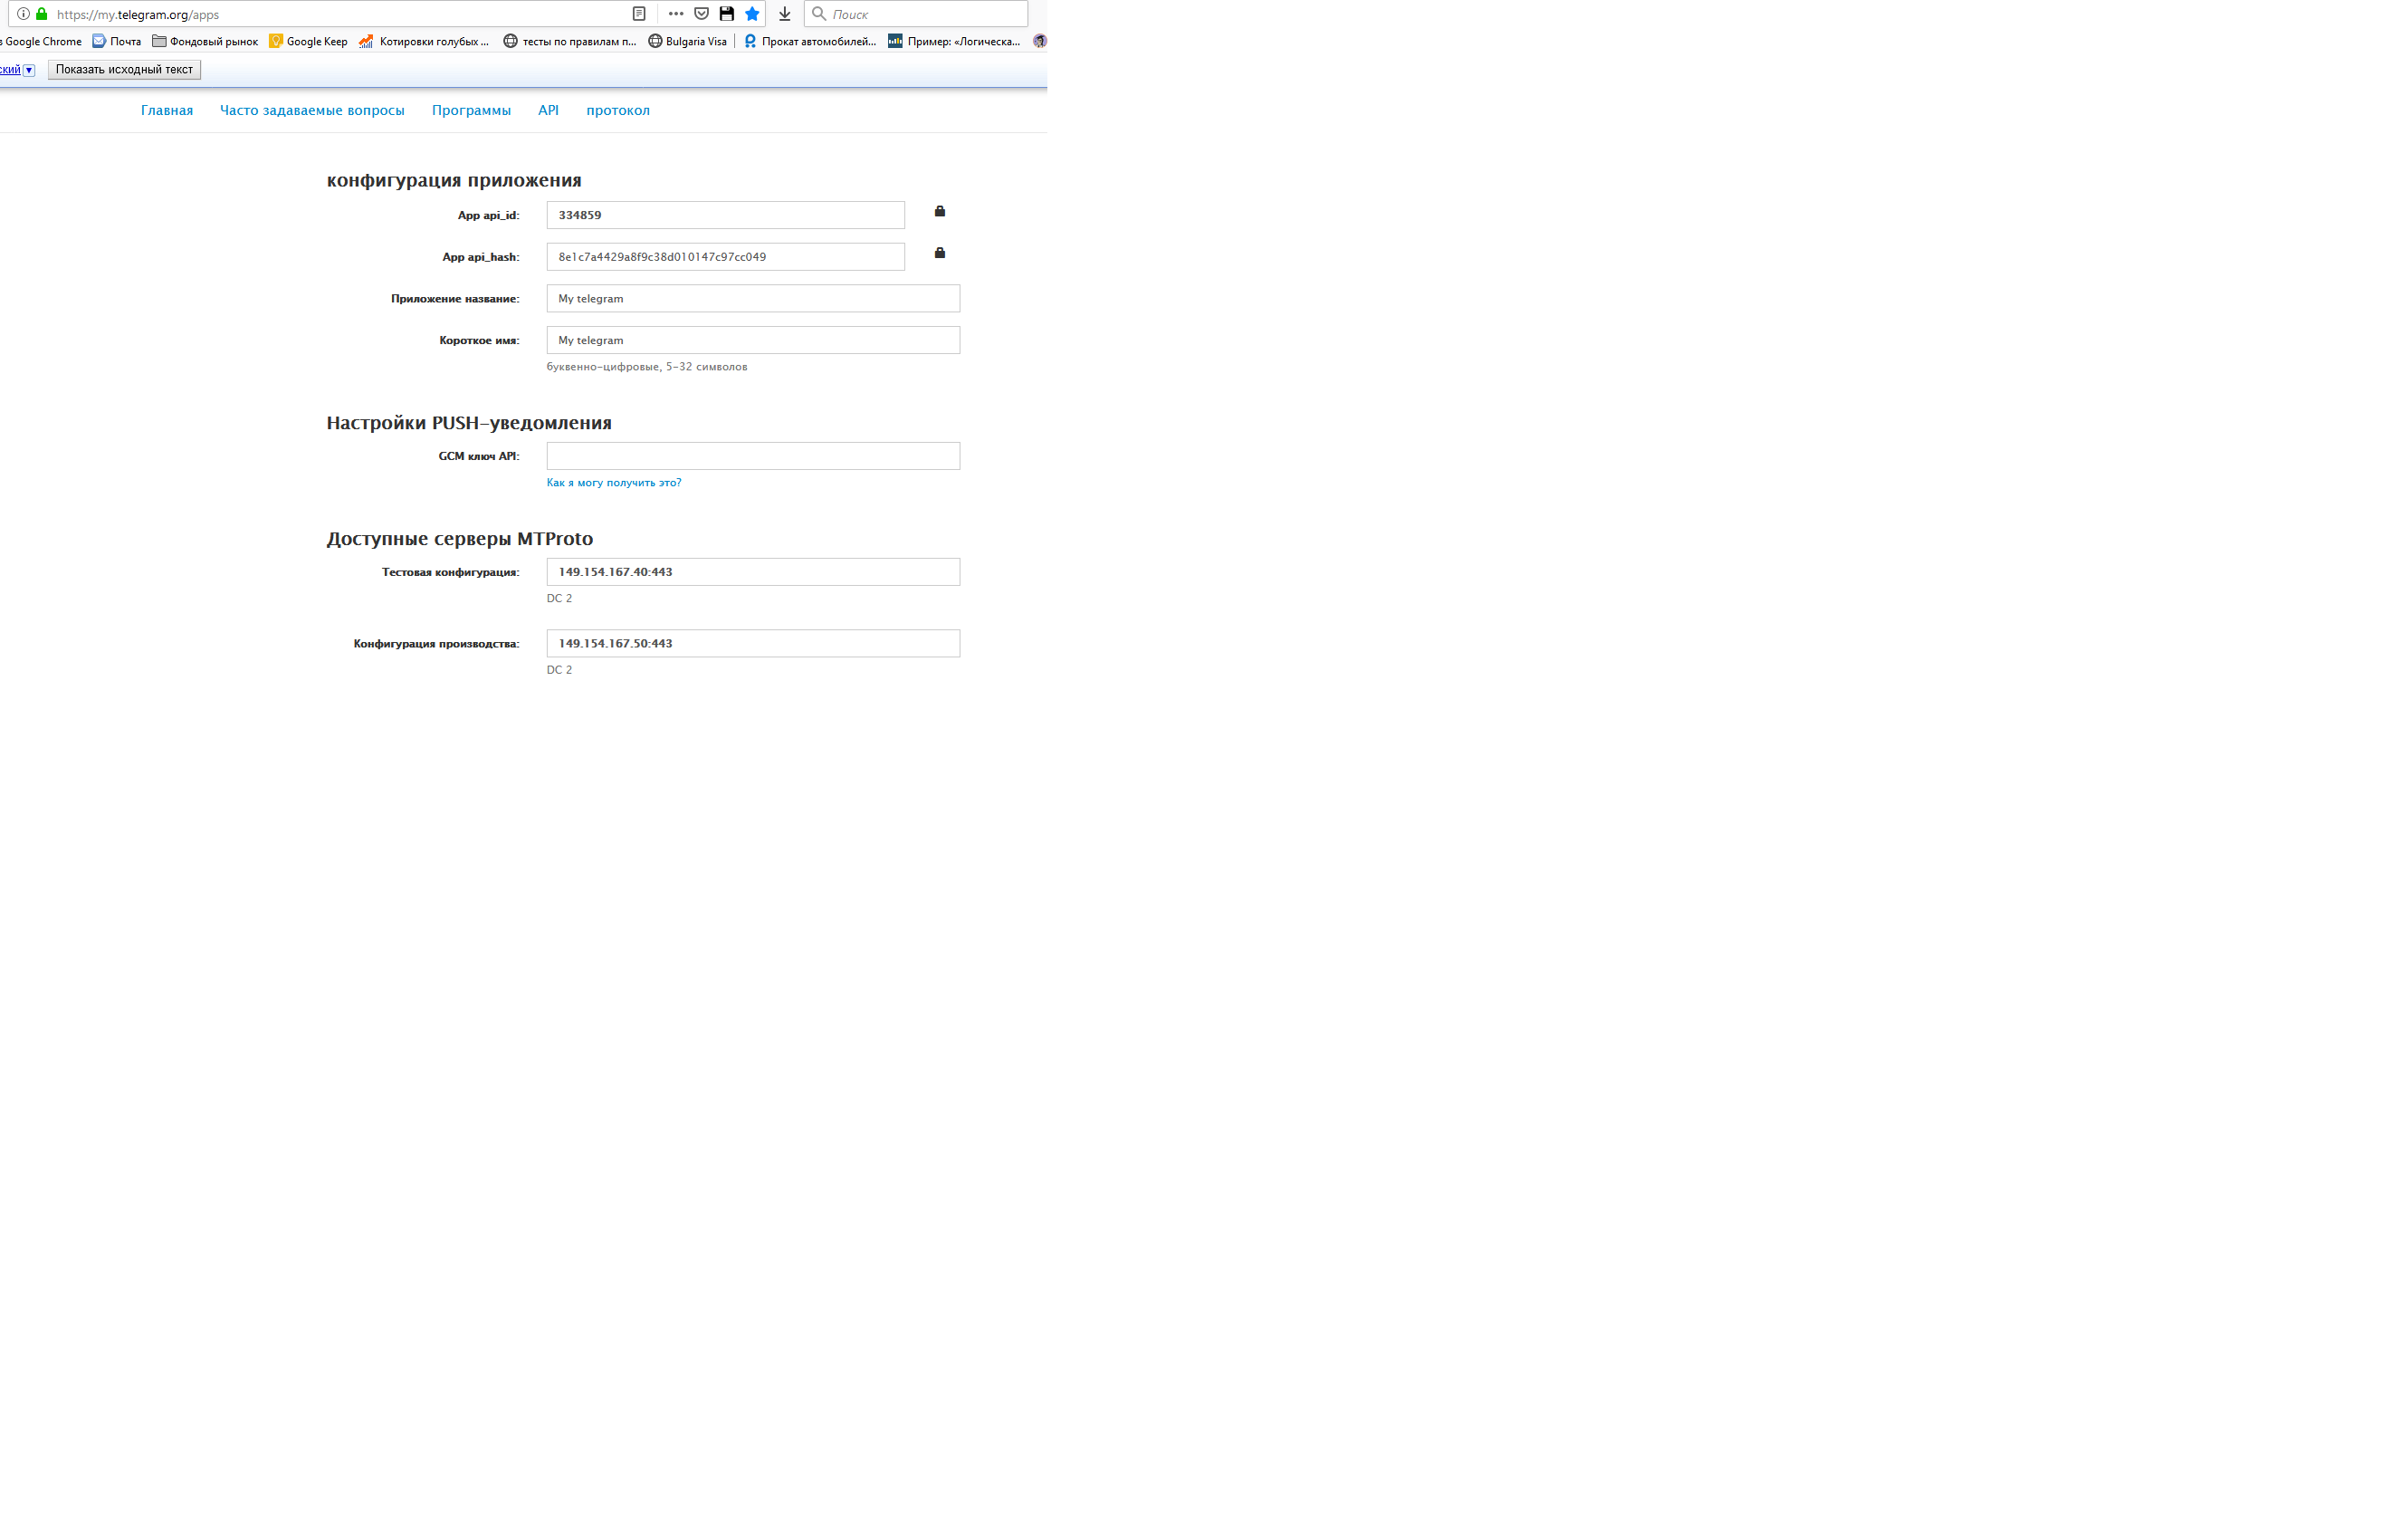 https://my.telegram.org/apps
Поиск
в Google Chrome Почта Фондовый рынок Google Keep Котировки голубых ... тесты по правилам п... Bulgaria Visa Прокат автомобилей... Пример: «Логическа...
ский Показать исходный текст
Главная Часто задаваемые вопросы Программы API протокол
конфигурация приложения
App api_id: 334859
App api_hash: 8e1c7a4429a8f9c38d010147c97cc049
Приложение название: My telegram
Короткое имя: My telegram
буквенно-цифровые, 5-32 символов
Настройки PUSH-уведомления
GCM ключ API:
Как я могу получить это?
Доступные серверы MTProto
Тестовая конфигурация: 149.154.167.40:443
DC 2
Конфигурация производства: 149.154.167.50:443
DC 2